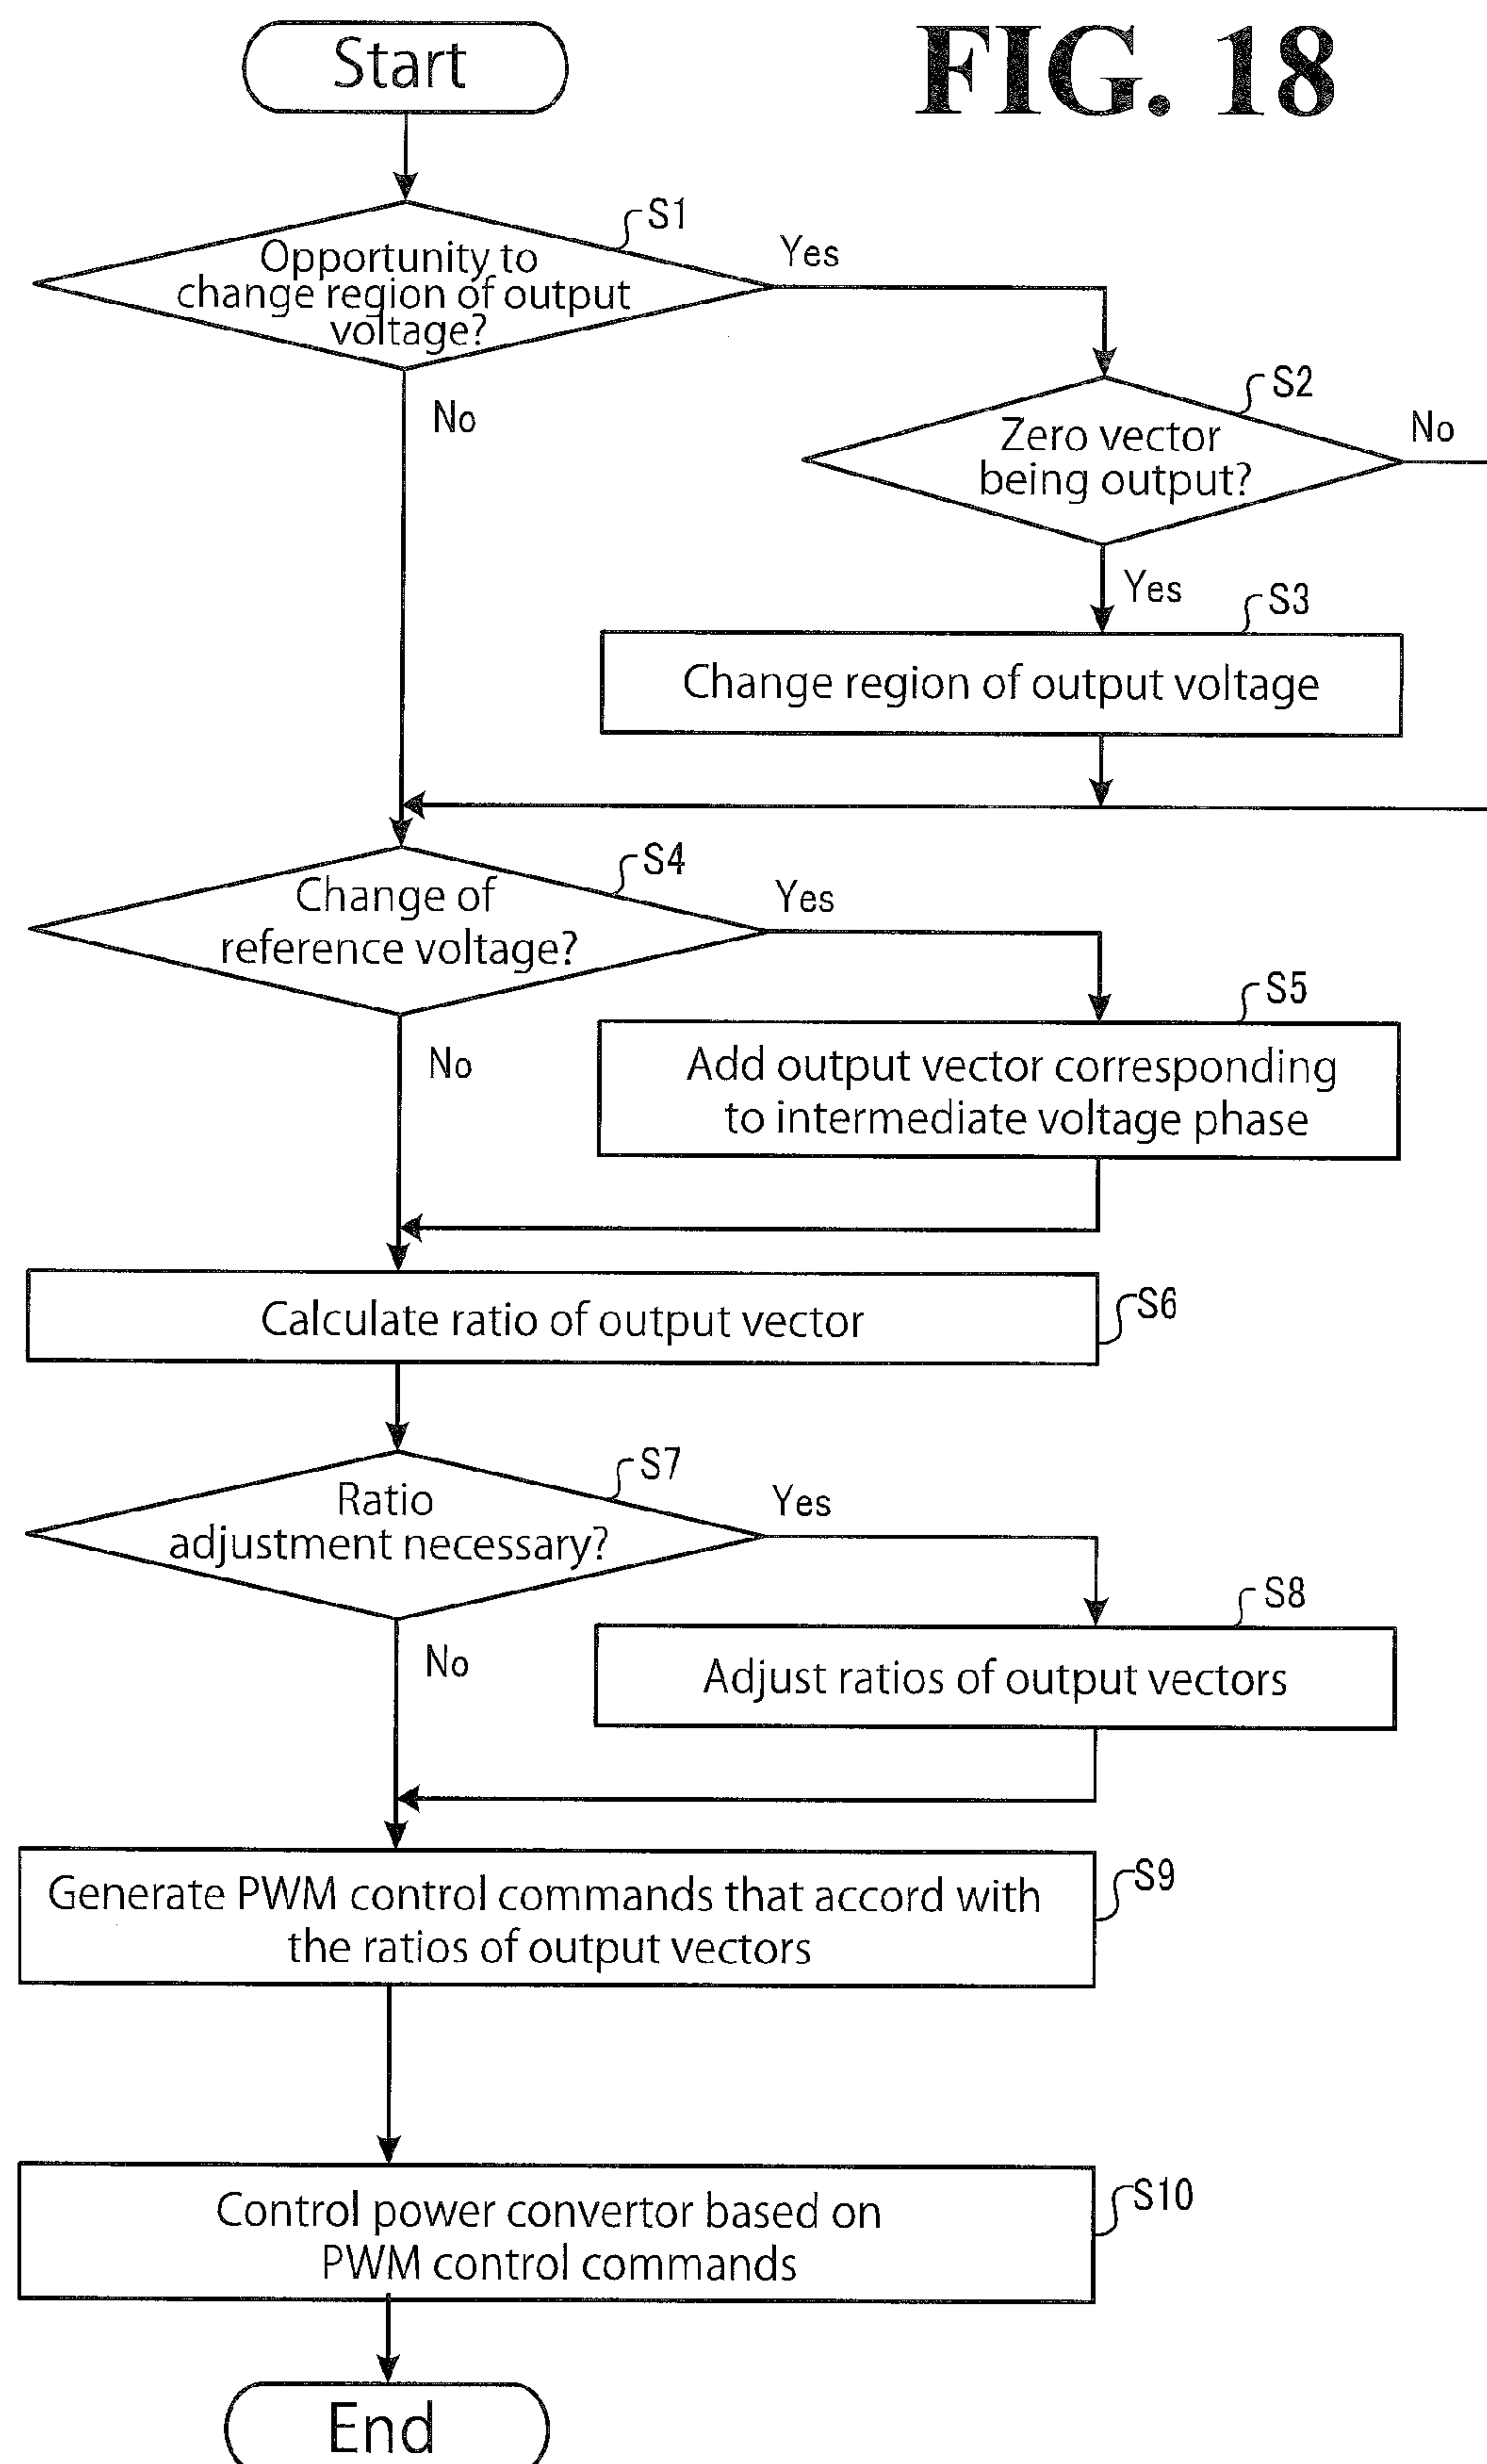 FIG. 18
Start
S1
Opportunity to
change region of output
voltage?
Yes
No
S2
Zero vector
being output?
No
Yes
S3
Change region of output voltage
S4
Change of
reference voltage?
Yes
No
S5
Add output vector corresponding
to intermediate voltage phase
Calculate ratio of output vector
S6
S7
Ratio
adjustment necessary?
Yes
No
S8
Adjust ratios of output vectors
Generate PWM control commands that accord with
the ratios of output vectors
S9
Control power convertor based on
PWM control commands
S10
End